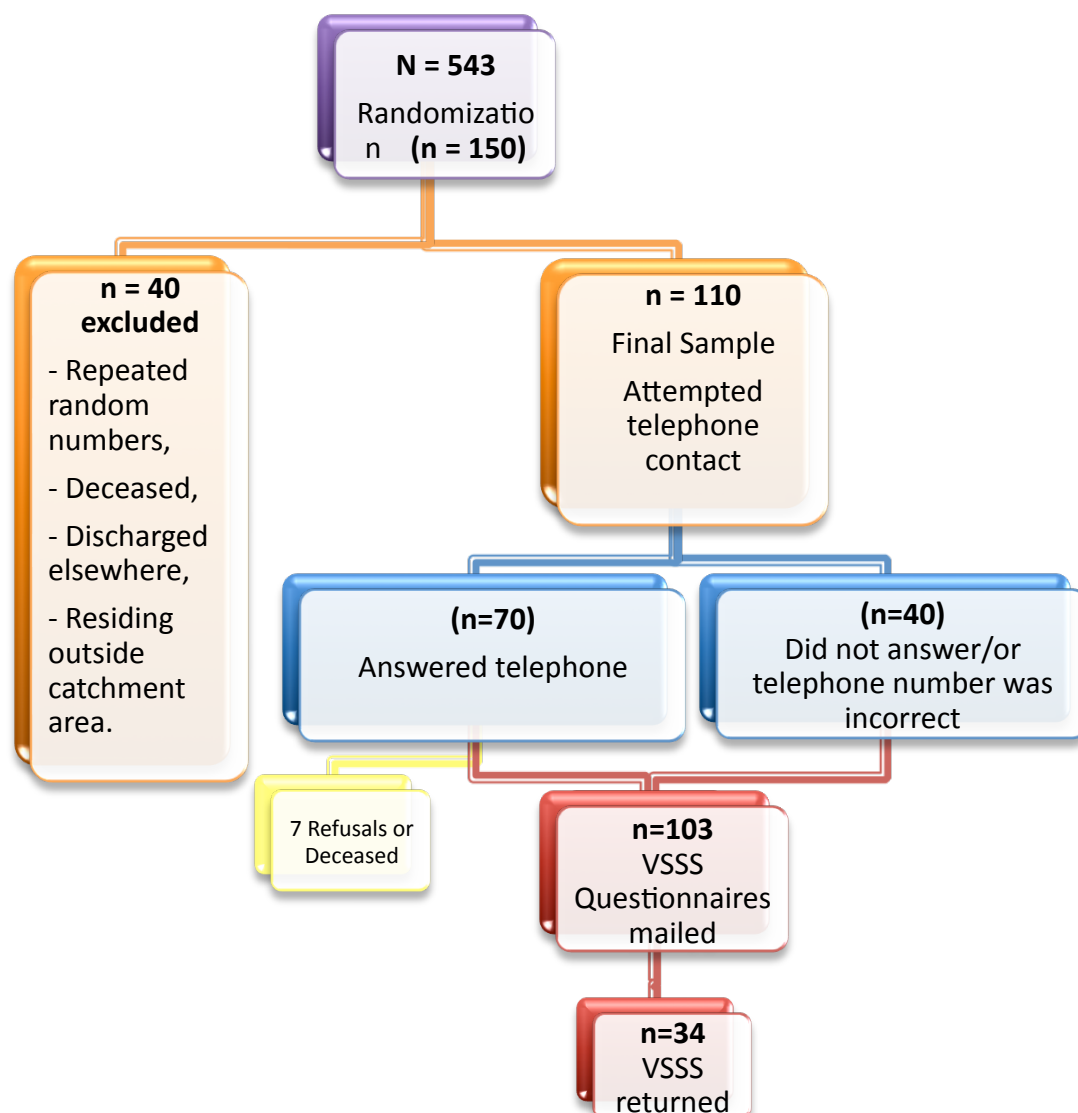 N = 543
Randomizatio
n (n = 150)
n = 40
excluded
- Repeated
random
numbers,
- Deceased,
- Discharged
elsewhere,
- Residing
outside
catchment
area.
n = 110
Final Sample
Attempted
telephone
contact
(n=70)
Answered telephone
(n=40)
Did not answer/or
telephone number was
incorrect
7 Refusals or
Deceased
n=103
VSSS
Questionnaires
mailed
n=34
VSSS
returned